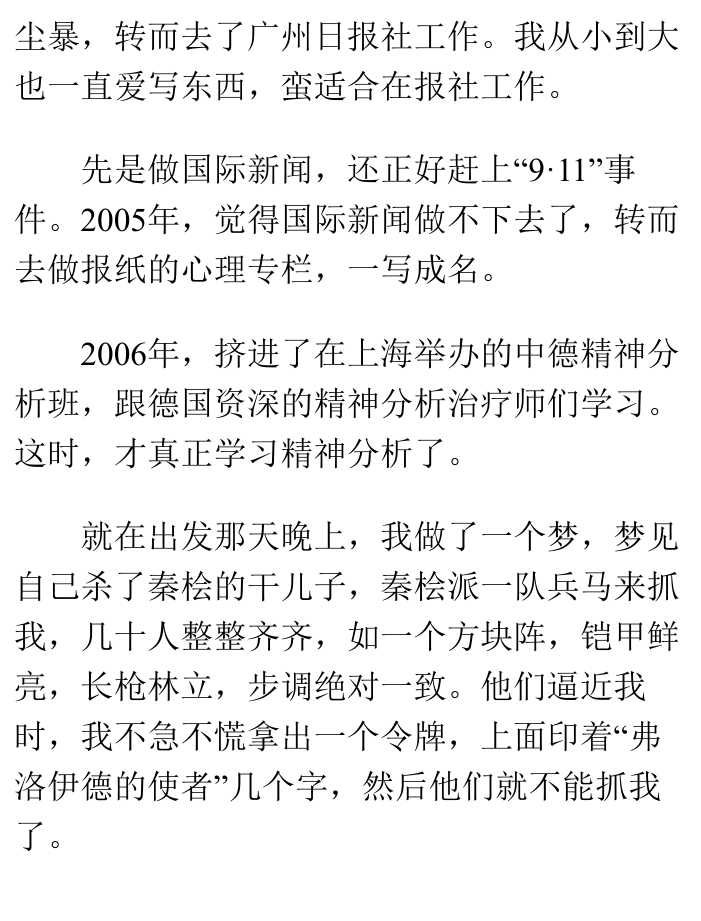 尘暴，转而去了广州日报社工作。我从小到大
也一直爱写东西，蛮适合在报社工作。
先是做国际新闻，还正好赶上“9·11”事
件。2005年，觉得国际新闻做不下去了，转而
去做报纸的心理专栏，一写成名。
2006年，挤进了在上海举办的中德精神分
析班，跟德国资深的精神分析治疗师们学习。
这时，才真正学习精神分析了。
就在出发那天晚上，我做了一个梦，梦见
自己杀了秦桧的干儿子，秦桧派一队兵马来抓
我，几十人整整齐齐，如一个方块阵，铠甲鲜
亮，长枪林立，步调绝对一致。他们逼近我
时，我不急不慌拿出一个令牌，上面印着“弗
洛伊德的使者”几个字，然后他们就不能抓我
了。